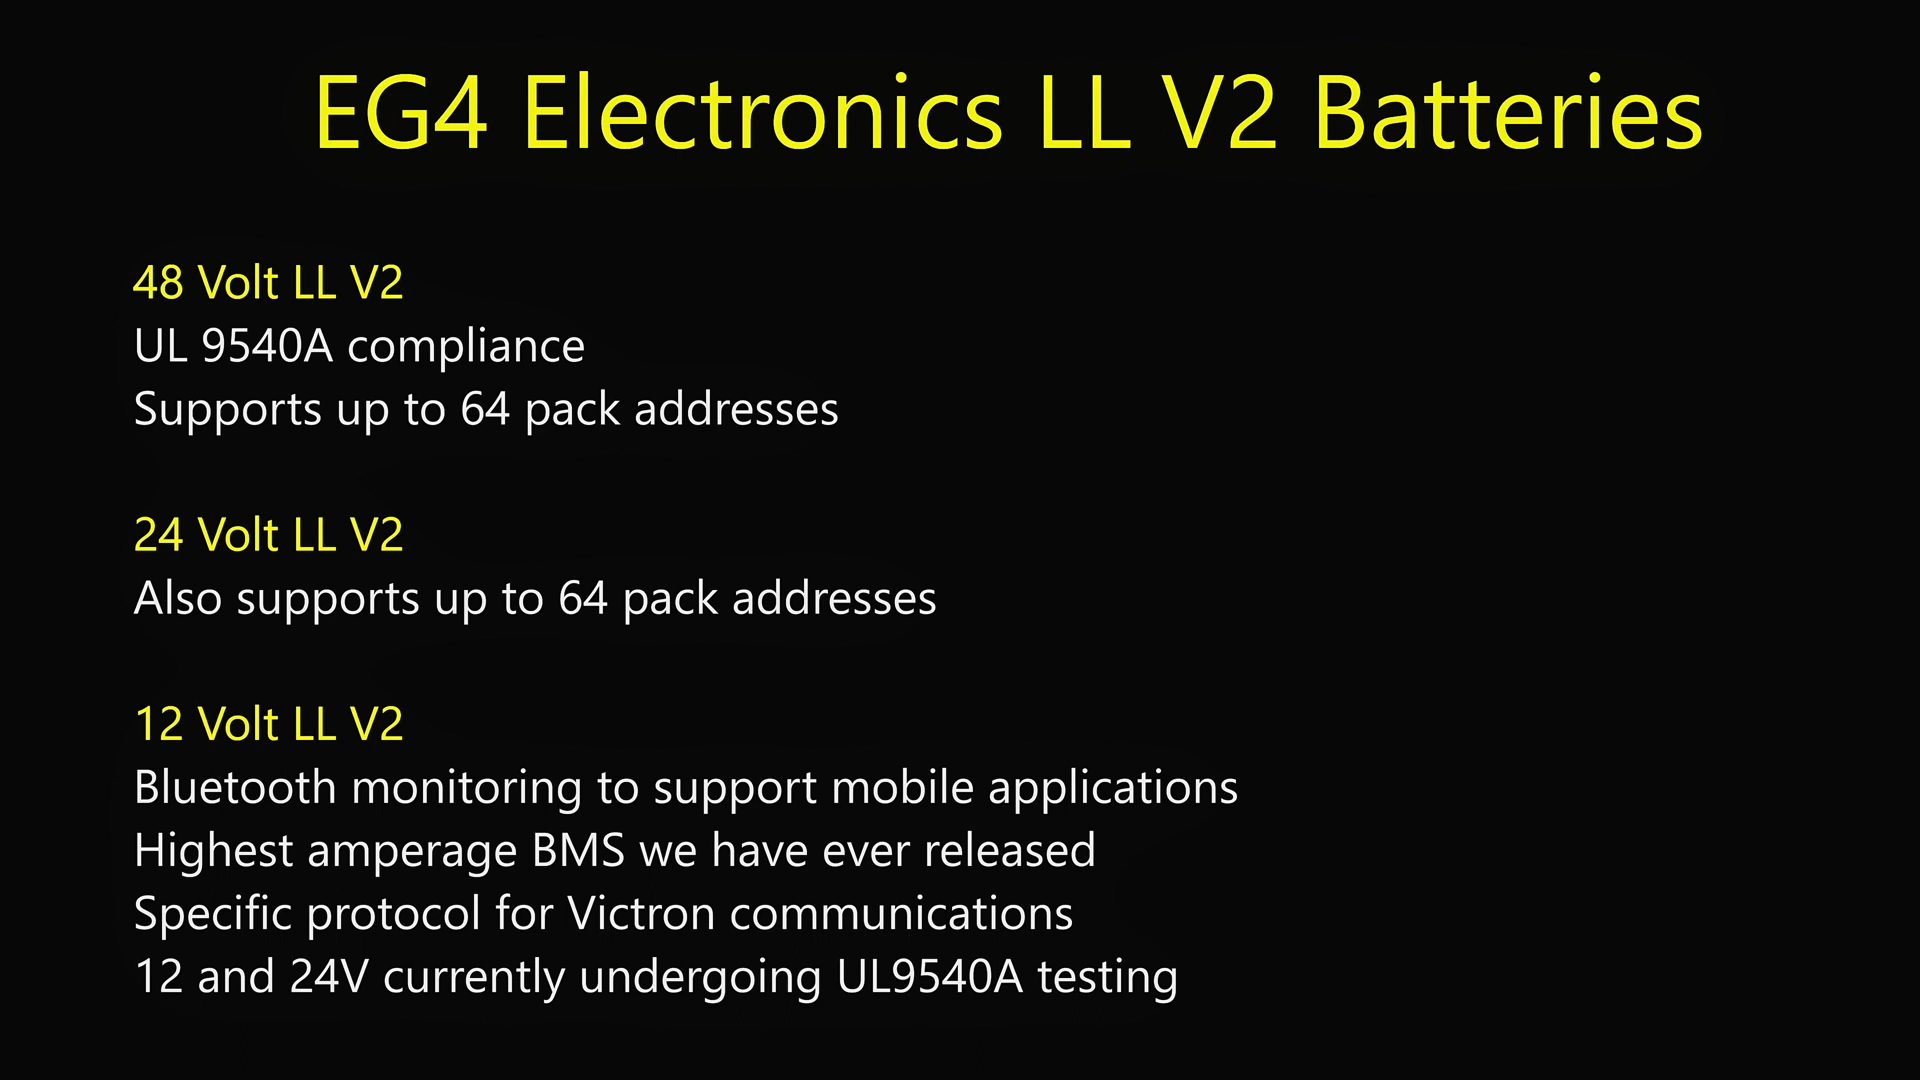 EG4 Electronics LL V2 Batteries
48 Volt LL V2
UL 9540A compliance
Supports up to 64 pack addresses
24 Volt LL V2
Also supports up to 64 pack addresses
12 Volt LL V2
Bluetooth monitoring to support mobile applications
Highest amperage BMS we have ever released
Specific protocol for Victron communications
12 and 24V currently undergoing UL9540A testing